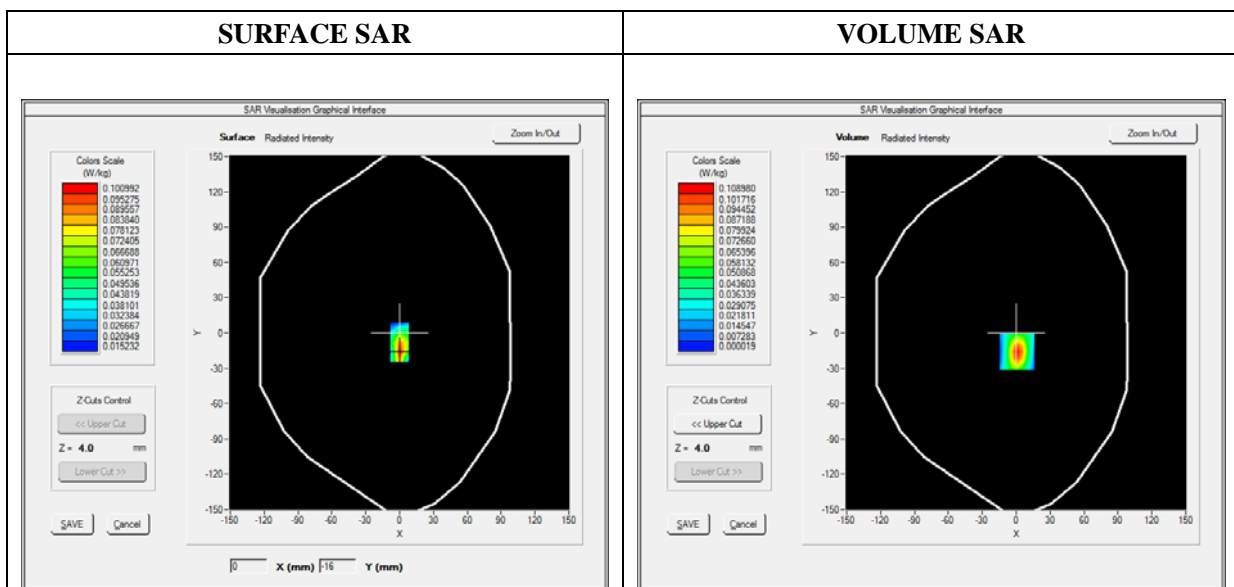 SURFACE SAR
VOLUME SAR
SAR Visualisation Graphical Interface
Surface Radiated Intensity
Zoom In/Out
Colors Scale
(W/kg)
0.100992
0.095275
0.089557
0.083840
0.078123
0.072405
0.066688
0.060971
0.055253
0.049536
0.043819
0.038101
0.032384
0.026667
0.020949
0.015232
Z-Cuts Control
<< Upper Cut
Z = 4.0 mm
Lower Cut >>
SAVE Cancel
150
120
90
60
30
0
-30
-60
-90
-120
-150
Y
-150 -120 -90 -60 -30 0 30 60 90 120 150
X
0 X (mm) -16 Y (mm)
SAR Visualisation Graphical Interface
Volume Radiated Intensity
Zoom In/Out
Colors Scale
(W/kg)
0.108980
0.101716
0.094452
0.087188
0.079924
0.072660
0.065396
0.058132
0.050868
0.043603
0.036339
0.029075
0.021811
0.014547
0.007283
0.000019
Z-Cuts Control
<< Upper Cut
Z = 4.0 mm
Lower Cut >>
SAVE Cancel
150
120
90
60
30
0
-30
-60
-90
-120
-150
Y
-150 -120 -90 -60 -30 0 30 60 90 120 150
X